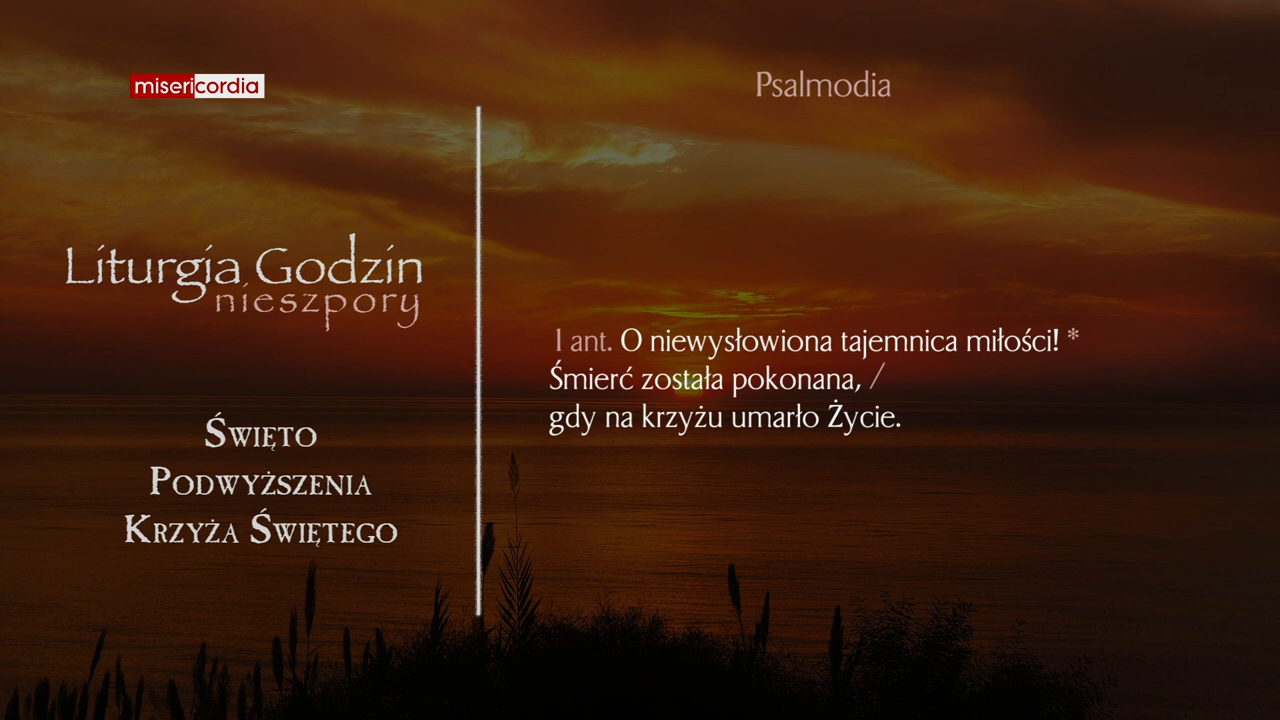 misericordia
Psalmodia
Liturgia Godzin
nieszpory
Święto
Podwyższenia
Krzyża Świętego
1 ant. O niewysłowiona tajemnica miłości! *
Śmierć została pokonana, /
gdy na krzyżu umarło Życie.